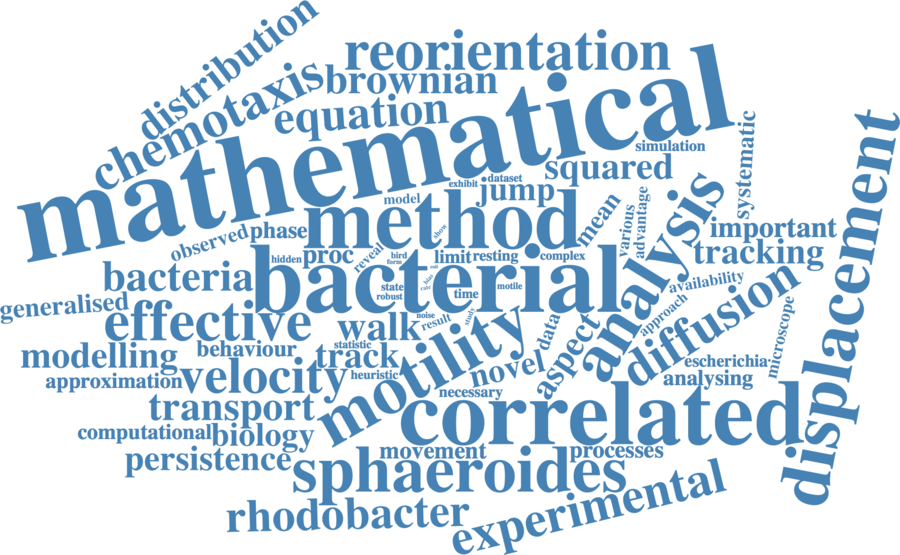 distribution
reorientation
brownian
chemotaxis
equation
mathematical
simulation
squared
systematic
displacement
exhibit
dataset
jump
model
method
mean
various
advantage
analysis
important
observed
phase
show
tracking
hidden
proc
reveal
bird
form
limit
resting
complex
bacteria
bacterial
state
robust
bias
time
motile
availability
generalised
effective
walk
noise
result
study
motility
data
approach
diffusion
microscope
modelling
behaviour
statistic
track
novel
aspect
escherichia
approximation
velocity
heuristic
necessary
analysing
transport
correlated
computational
biology
persistence
movement
processes
sphaeroides
rhodobacter
experimental